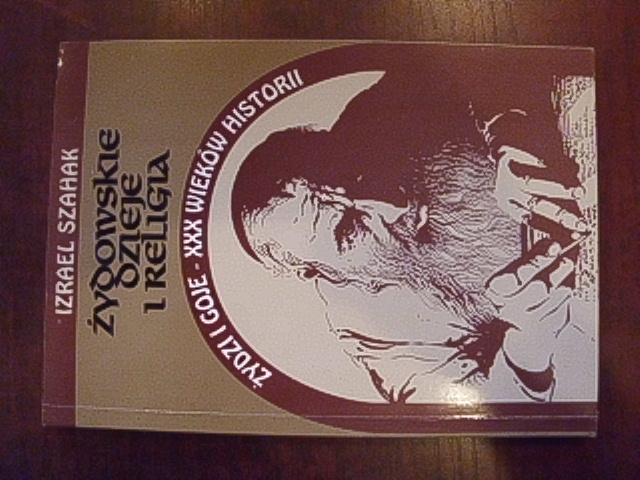 IZRAEL SZAHAK
ŻYDOWSKIE
DZIEJE
I RELIGIA
ŻYDZI I GOJE - XXX WIEKÓW HISTORII